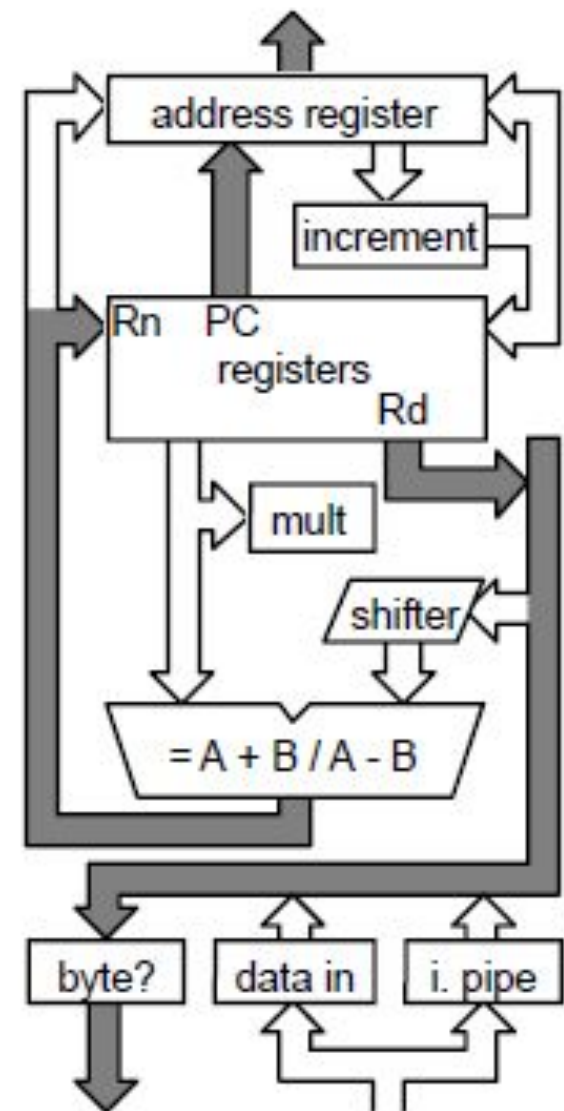 address register
increment
Rn PC
registers
Rd
mult
shifter
= A + B / A - B
byte? data in i. pipe